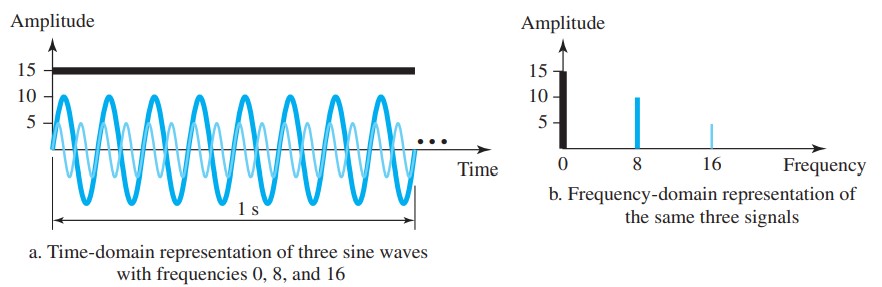 Amplitude
15
10
5
...
Time
1 s
a. Time-domain representation of three sine waves
with frequencies 0, 8, and 16
Amplitude
15
10
5
0 8 16 Frequency
b. Frequency-domain representation of
the same three signals